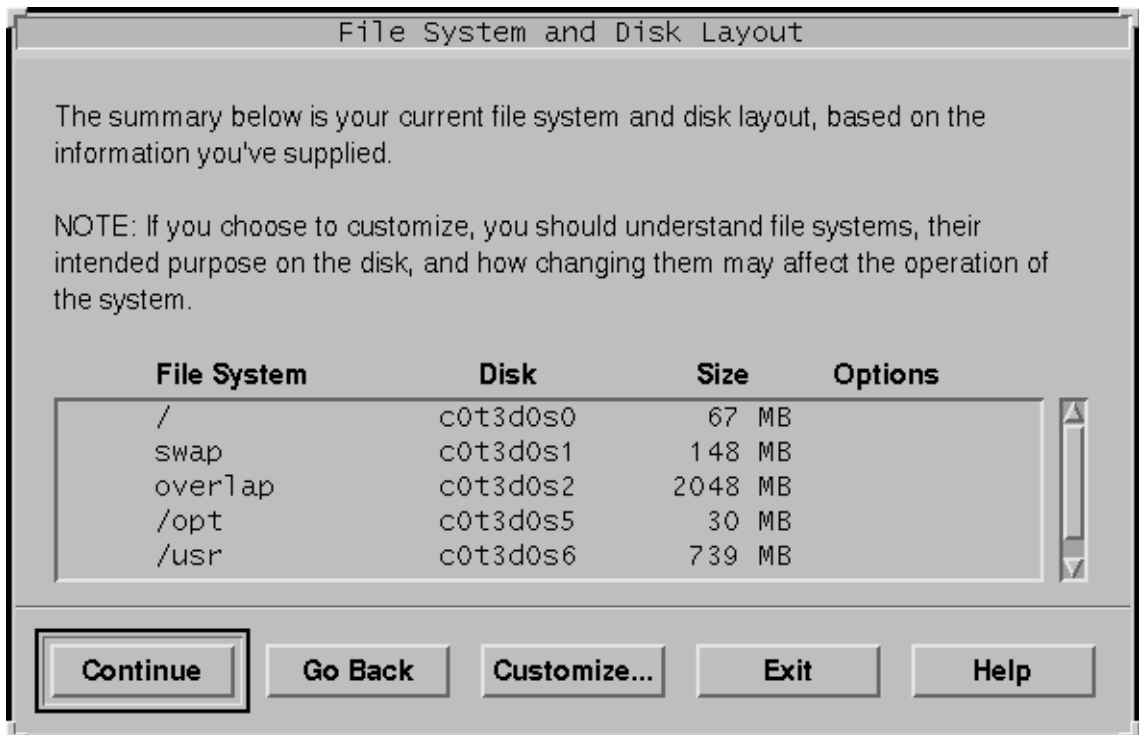 File System and Disk Layout
The summary below is your current file system and disk layout, based on the
information you've supplied.
NOTE: If you choose to customize, you should understand file systems, their
intended purpose on the disk, and how changing them may affect the operation of
the system.
File System Disk Size Options
/ c0t3d0s0 67 MB
swap c0t3d0s1 148 MB
overlap c0t3d0s2 2048 MB
/opt c0t3d0s5 30 MB
/usr c0t3d0s6 739 MB
Continue Go Back Customize... Exit Help